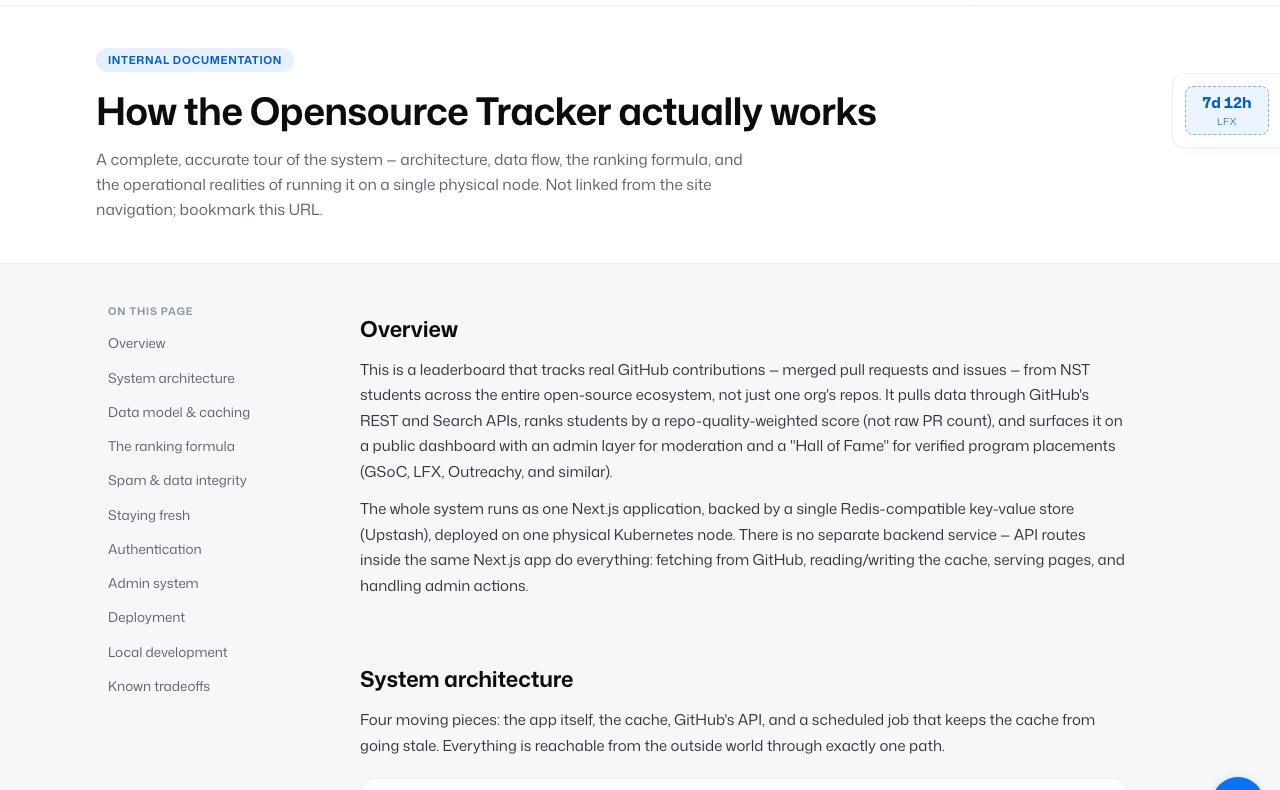 INTERNAL DOCUMENTATION
How the Opensource Tracker actually works
A complete, accurate tour of the system — architecture, data flow, the ranking formula, and
the operational realities of running it on a single physical node. Not linked from the site
navigation; bookmark this URL.
7d 12h
LFX
ON THIS PAGE
Overview
System architecture
Data model & caching
The ranking formula
Spam & data integrity
Staying fresh
Authentication
Admin system
Deployment
Local development
Known tradeoffs
Overview
This is a leaderboard that tracks real GitHub contributions — merged pull requests and issues — from NST
students across the entire open-source ecosystem, not just one org's repos. It pulls data through GitHub's
REST and Search APIs, ranks students by a repo-quality-weighted score (not raw PR count), and surfaces it on
a public dashboard with an admin layer for moderation and a "Hall of Fame" for verified program placements
(GSoC, LFX, Outreachy, and similar).
The whole system runs as one Next.js application, backed by a single Redis-compatible key-value store
(Upstash), deployed on one physical Kubernetes node. There is no separate backend service — API routes
inside the same Next.js app do everything: fetching from GitHub, reading/writing the cache, serving pages, and
handling admin actions.
System architecture
Four moving pieces: the app itself, the cache, GitHub's API, and a scheduled job that keeps the cache from
going stale. Everything is reachable from the outside world through exactly one path.